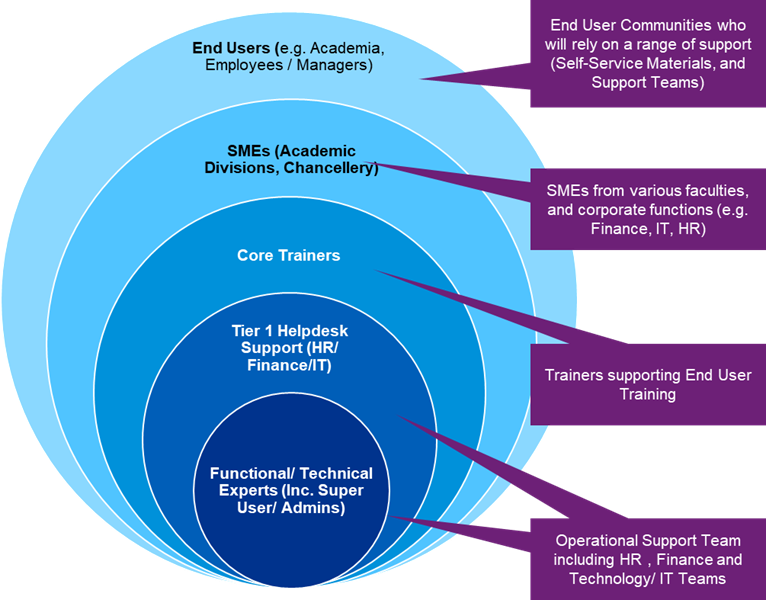 End Users (e.g. Academia,
Employees / Managers)
SMEs (Academic
Divisions, Chancellery)
Core Trainers
Tier 1 Helpdesk
Support (HR/
Finance/IT)
Functional/ Technical
Experts (Inc. Super
User/ Admins)
End User Communities who
will rely on a range of support
(Self-Service Materials, and
Support Teams)
SMEs from various faculties,
and corporate functions (e.g.
Finance, IT, HR)
Trainers supporting End User
Training
Operational Support Team
including HR , Finance and
Technology/ IT Teams